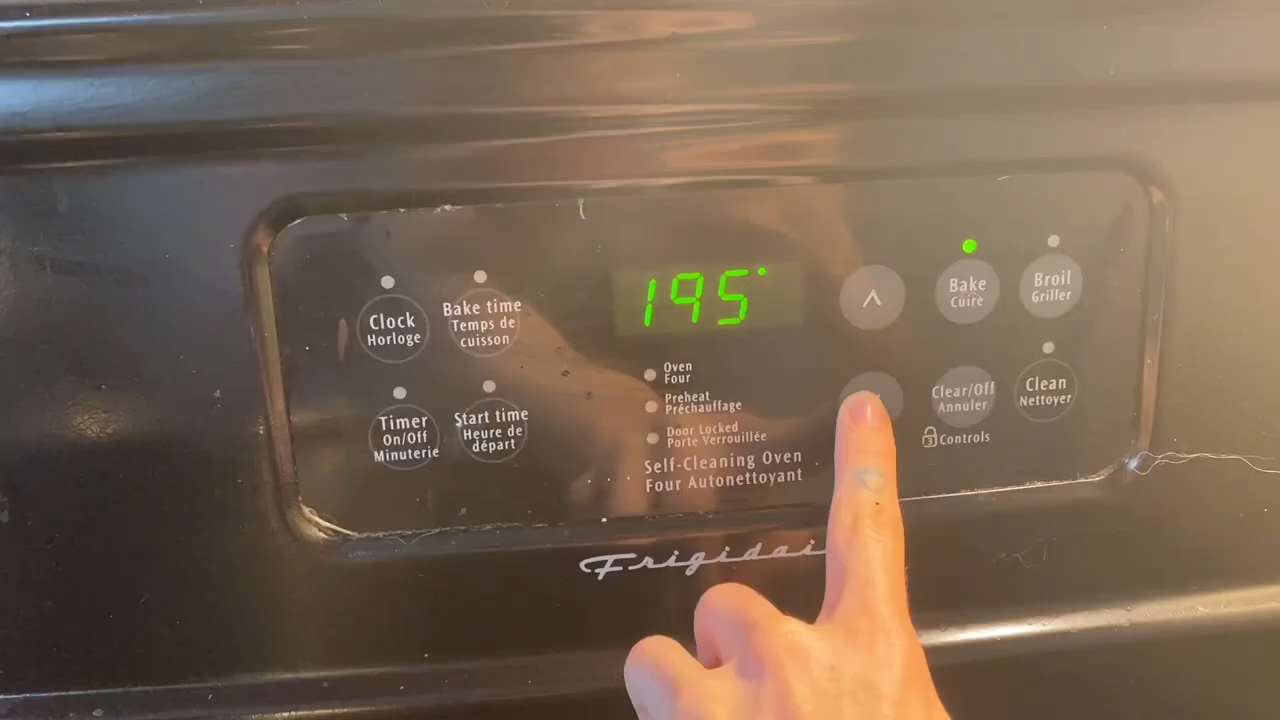 195°
Clock
Horloge
Bake time
Temps de
cuisson
Timer
On/Off
Minuterie
Start time
Heure de
départ
Oven
Four
Preheat
Préchauffage
Door Locked
Porte Verrouillée
Self-Cleaning Oven
Four Autonettoyant
Bake
Cuire
Broil
Griller
Clear/Off
Annuler
Clean
Nettoyer
3 Controls